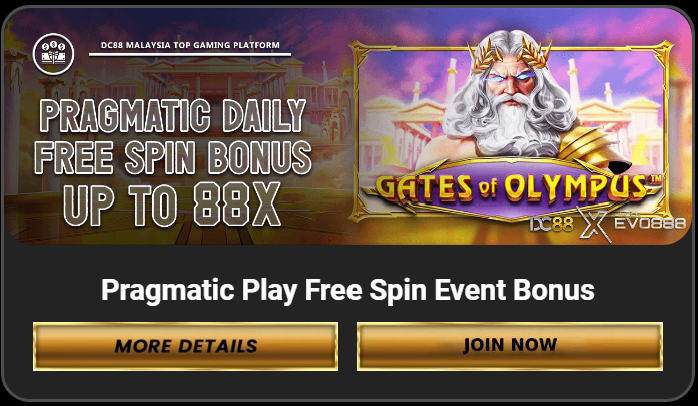 DC88 MALAYSIA TOP GAMING PLATFORM
PRAGMATIC DAILY
FREE SPIN BONUS
UP TO 88X
GATES of OLYMPUS™
DC88 X EVO888
Pragmatic Play Free Spin Event Bonus
MORE DETAILS
JOIN NOW